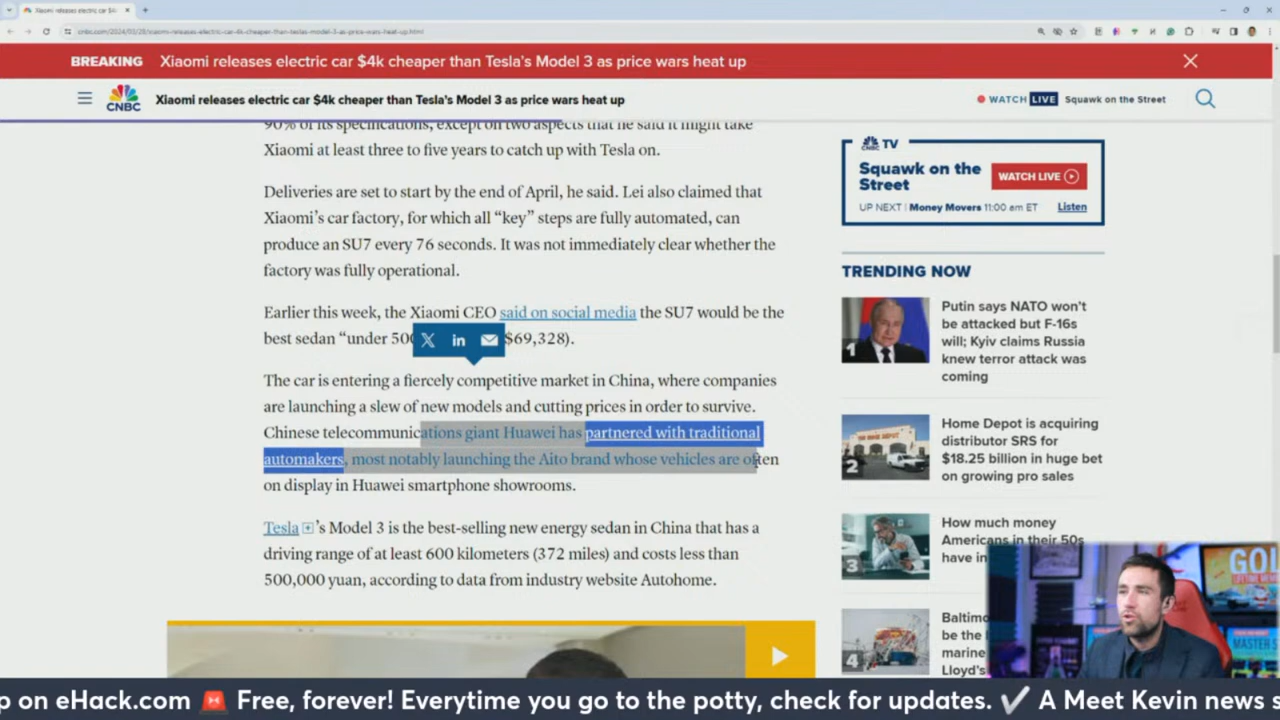 Xiaomi releases electric car $4k
cnbc.com/2024/03/28/xiaomi-releases-electric-car-4k-cheaper-than-teslas-model-3-as-price-wars-heat-up.html
BREAKING Xiaomi releases electric car $4k cheaper than Tesla's Model 3 as price wars heat up
CNBC
Xiaomi releases electric car $4k cheaper than Tesla's Model 3 as price wars heat up
WATCH LIVE Squawk on the Street
90% of its specifications, except on two aspects that he said it might take
Xiaomi at least three to five years to catch up with Tesla on.
Deliveries are set to start by the end of April, he said. Lei also claimed that
Xiaomi's car factory, for which all “key” steps are fully automated, can
produce an SU7 every 76 seconds. It was not immediately clear whether the
factory was fully operational.
Earlier this week, the Xiaomi CEO said on social media the SU7 would be the
best sedan “under 500 $69,328).
The car is entering a fiercely competitive market in China, where companies
are launching a slew of new models and cutting prices in order to survive.
Chinese telecommunications giant Huawei has partnered with traditional
automakers, most notably launching the Aito brand whose vehicles are often
on display in Huawei smartphone showrooms.
Tesla 's Model 3 is the best-selling new energy sedan in China that has a
driving range of at least 600 kilometers (372 miles) and costs less than
500,000 yuan, according to data from industry website Autohome.
TV
Squawk on the
Street
WATCH LIVE
UP NEXT | Money Movers 11:00 am ET Listen
TRENDING NOW
1
Putin says NATO won't
be attacked but F-16s
will; Kyiv claims Russia
knew terror attack was
coming
2
Home Depot is acquiring
distributor SRS for
$18.25 billion in huge bet
on growing pro sales
3
How much money
Americans in their 50s
have in
4
Baltimo
be the
marine
Lloyd's
GOL
MASTER S
p on eHack.com 🚨 Free, forever! Everytime you go to the potty, check for updates. ✔ A Meet Kevin news s